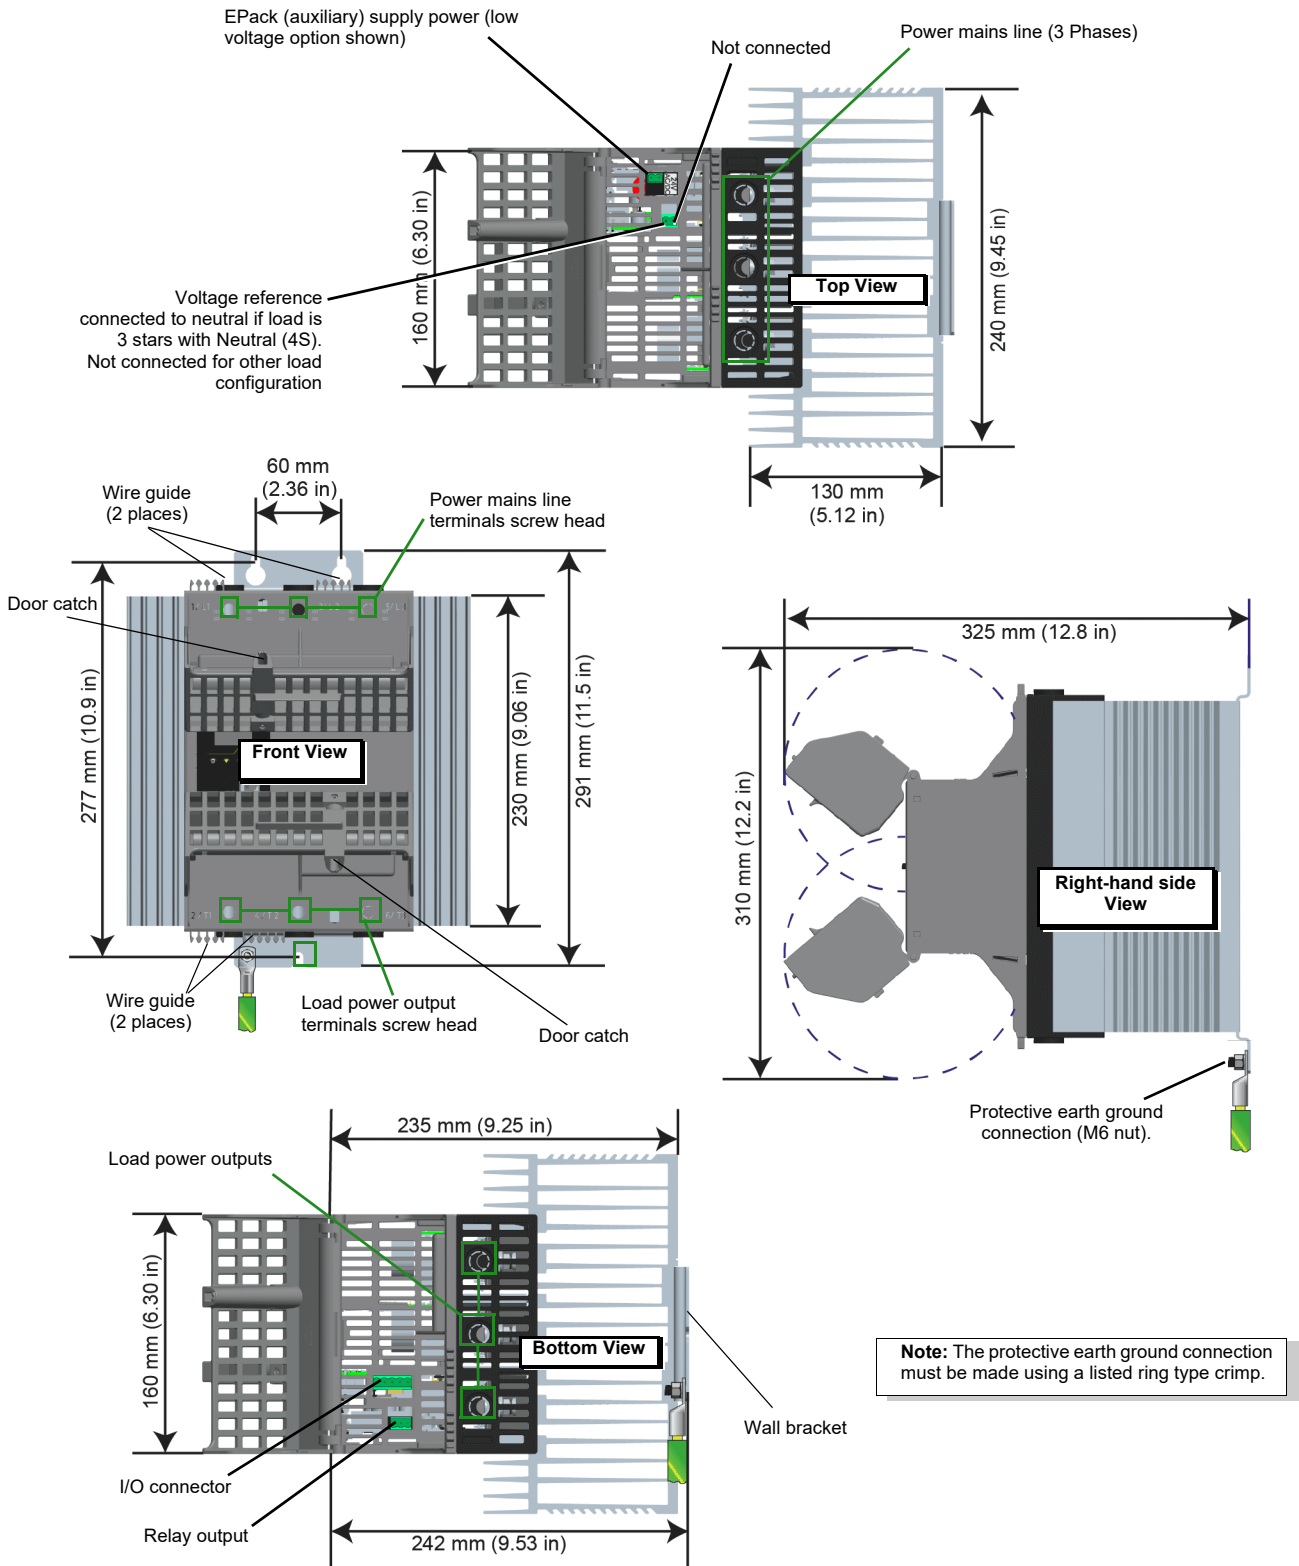 EPack (auxiliary) supply power (low
voltage option shown)
Not connected
Power mains line (3 Phases)
160 mm (6.30 in)
24V
AC/DC
Top View
240 mm (9.45 in)
Voltage reference
connected to neutral if load is
3 stars with Neutral (4S).
Not connected for other load
configuration
130 mm
(5.12 in)
60 mm
(2.36 in)
Wire guide
(2 places)
Power mains line
terminals screw head
Door catch
277 mm (10.9 in)
Front View
230 mm (9.06 in)
291 mm (11.5 in)
Wire guide
(2 places)
Load power output
terminals screw head
Door catch
325 mm (12.8 in)
310 mm (12.2 in)
Right-hand side
View
Protective earth ground
connection (M6 nut).
235 mm (9.25 in)
Load power outputs
160 mm (6.30 in)
Bottom View
Note: The protective earth ground connection
must be made using a listed ring type crimp.
Wall bracket
I/O connector
Relay output
242 mm (9.53 in)